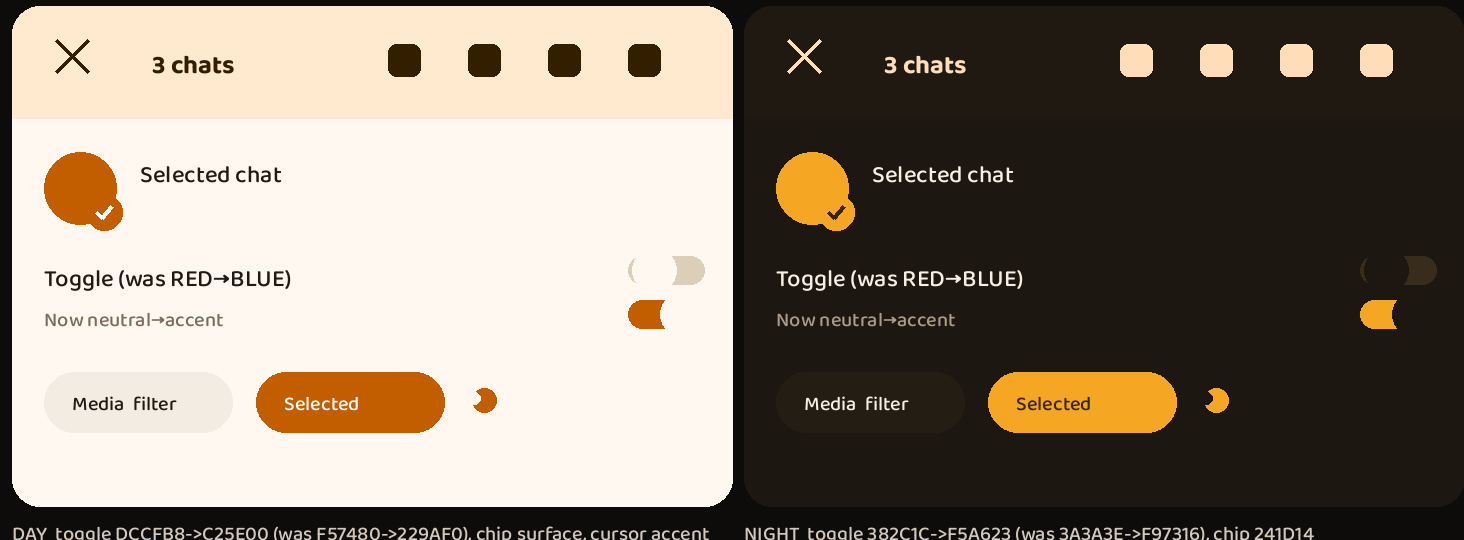 3 chats
Selected chat
Toggle (was RED→BLUE)
Now neutral→accent
Media filter
Selected
DAY toggle DCCFB8->C25E00 (was F57480->229AF0), chip surface, cursor accent
3 chats
Selected chat
Toggle (was RED→BLUE)
Now neutral→accent
Media filter
Selected
NIGHT toggle 382C1C->F5A623 (was 3A3A3E->F97316), chip 241D14